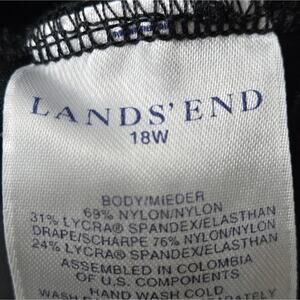 LANDS' END
18W
BODY/MIEDER
69% NYLON/NYLON
31% LYCRA® SPANDEX/ELASTHAN
DRAPE/SCHARPE 76% NYLON/NYLON
24% LYCRA® SPANDEX/ELASTHAN
ASSEMBLED IN COLOMBIA
OF U.S. COMPONENTS
HAND WASH COLD